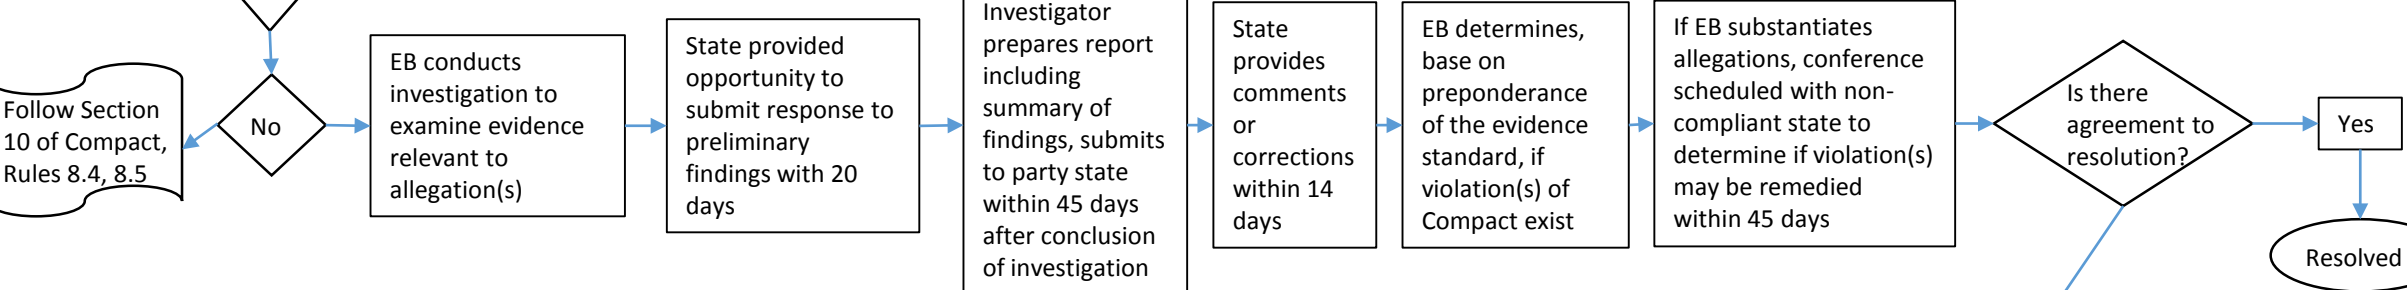 Follow Section
10 of Compact,
Rules 8.4, 8.5
No
EB conducts
investigation to
examine evidence
relevant to
allegation(s)
State provided
opportunity to
submit response to
preliminary
findings with 20
days
Investigator
prepares report
including
summary of
findings, submits
to party state
within 45 days
after conclusion
of investigation
State
provides
comments
or
corrections
within 14
days
EB determines,
base on
preponderance
of the evidence
standard, if
violation(s) of
Compact exist
If EB substantiates
allegations, conference
scheduled with non-
compliant state to
determine if violation(s)
may be remedied
within 45 days
Is there
agreement to
resolution?
Yes
Resolved